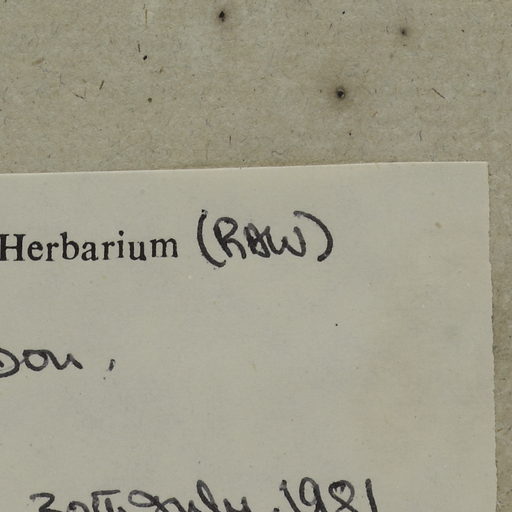 Herbarium (RAW)
Don.
30th July. 1981